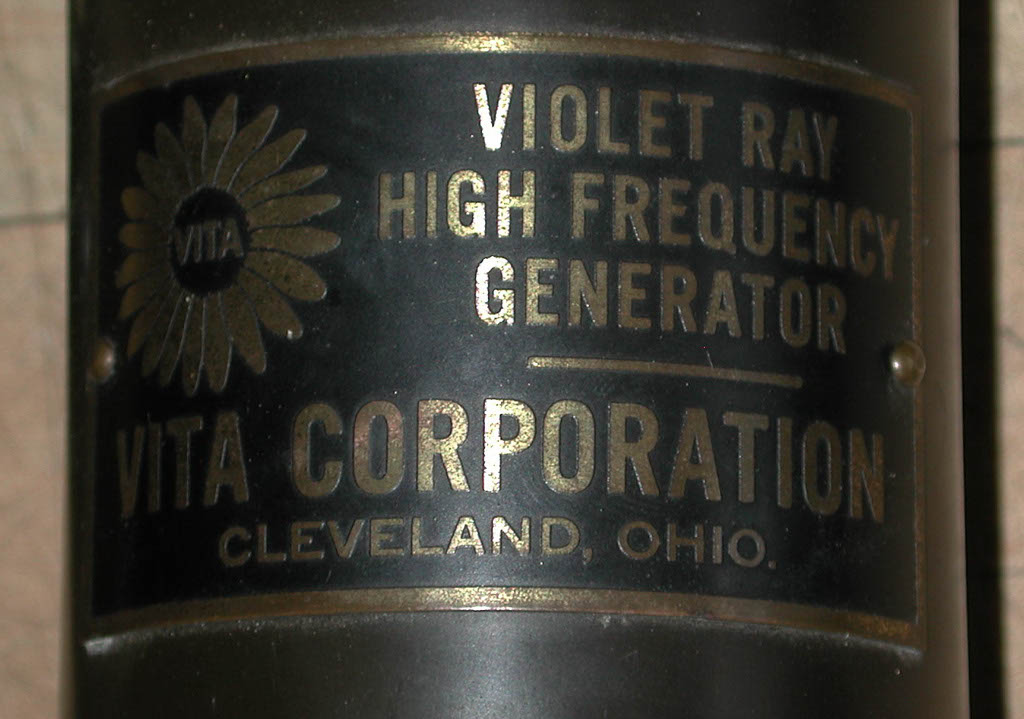 VIOLET RAY
HIGH FREQUENCY
GENERATOR
VITA
VITA CORPORATION
CLEVELAND, OHIO.